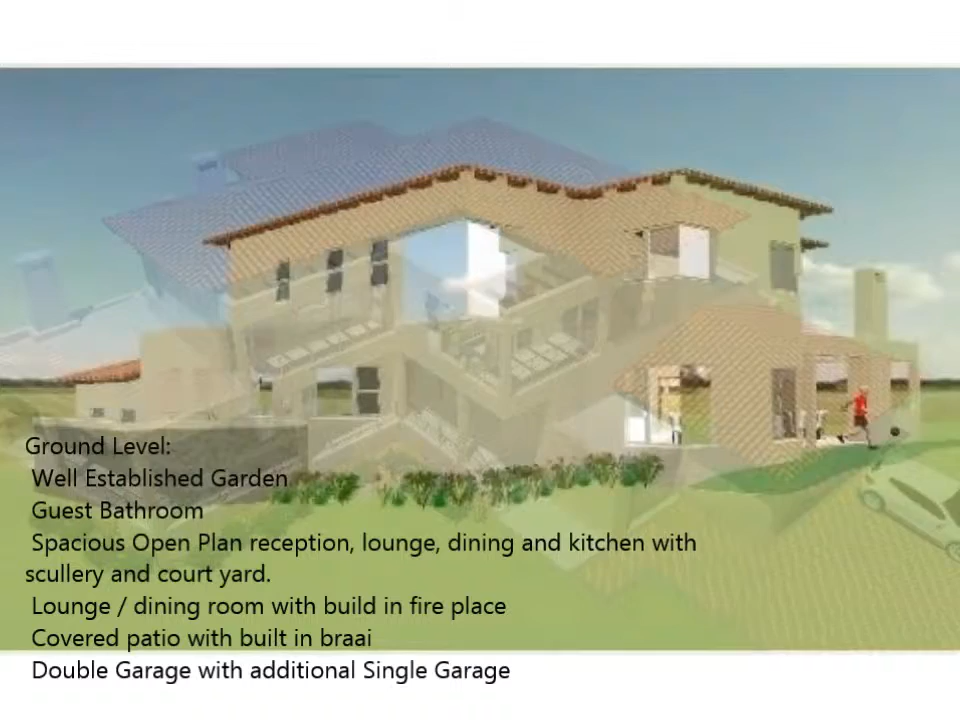 Ground Level:
Well Established Garden
Guest Bathroom
Spacious Open Plan reception, lounge, dining and kitchen with
scullery and court yard.
Lounge / dining room with build in fire place
Covered patio with built in braai
Double Garage with additional Single Garage